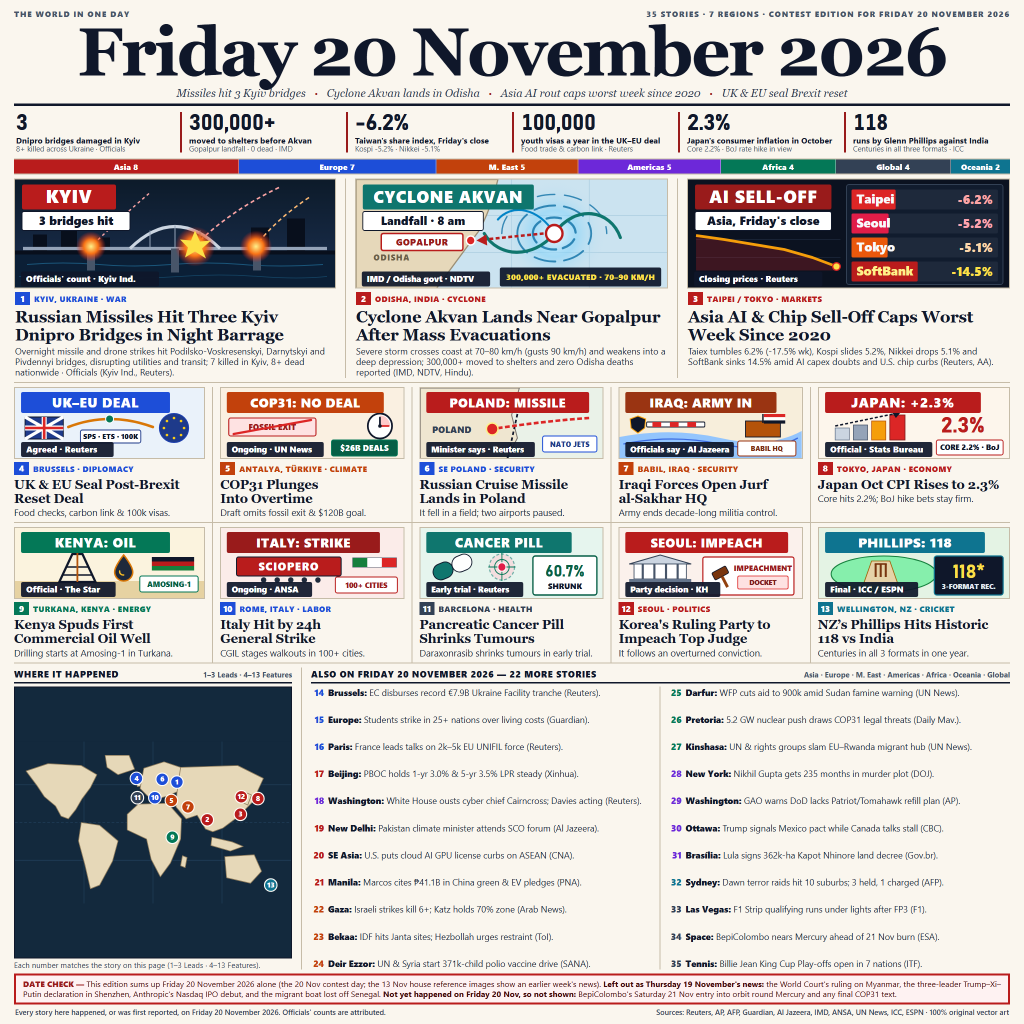 THE WORLD IN ONE DAY
35 STORIES · 7 REGIONS · CONTEST EDITION FOR FRIDAY 20 NOVEMBER 2026
Friday 20 November 2026
Missiles hit 3 Kyiv bridges · Cyclone Akvan lands in Odisha · Asia AI rout caps worst week since 2020 · UK & EU seal Brexit reset
3
Dnipro bridges damaged in Kyiv
8+ killed across Ukraine · Officials
300,000+
moved to shelters before Akvan
Gopalpur landfall · 0 dead · IMD
–6.2%
Taiwan's share index, Friday's close
Kospi -5.2% · Nikkei -5.1%
100,000
youth visas a year in the UK–EU deal
Food trade & carbon link · Reuters
2.3%
Japan's consumer inflation in October
Core 2.2% · BoJ rate hike in view
118
runs by Glenn Phillips against India
Centuries in all three formats · ICC
Asia 8
Europe 7
M. East 5
Americas 5
Africa 4
Global 4
Oceania 2
KYIV
3 bridges hit
Officials' count · Kyiv Ind.
1 KYIV, UKRAINE · WAR
Russian Missiles Hit Three Kyiv
Dnipro Bridges in Night Barrage
Overnight missile and drone strikes hit Podilsko-Voskresenskyi, Darnytskyi and
Pivdennyi bridges, disrupting utilities and transit; 7 killed in Kyiv, 8+ dead
nationwide · Officials (Kyiv Ind., Reuters).
CYCLONE AKVAN
Landfall · 8 am
GOPALPUR
ODISHA
IMD / Odisha govt · NDTV
300,000+ EVACUATED · 70–90 KM/H
2 ODISHA, INDIA · CYCLONE
Cyclone Akvan Lands Near Gopalpur
After Mass Evacuations
Severe storm crosses coast at 70–80 km/h (gusts 90 km/h) and weakens into a
deep depression; 300,000+ moved to shelters and zero Odisha deaths
reported (IMD, NDTV, Hindu).
AI SELL-OFF
Asia, Friday's close
Closing prices · Reuters
Taipei -6.2%
Seoul -5.2%
Tokyo -5.1%
SoftBank -14.5%
3 TAIPEI / TOKYO · MARKETS
Asia AI & Chip Sell-Off Caps Worst
Week Since 2020
Taiex tumbles 6.2% (-17.5% wk), Kospi slides 5.2%, Nikkei drops 5.1% and
SoftBank sinks 14.5% amid AI capex doubts and U.S. chip curbs (Reuters, AA).
UK–EU DEAL
SPS · ETS · 100K
Agreed · Reuters
4 BRUSSELS · DIPLOMACY
UK & EU Seal Post-Brexit
Reset Deal
Food checks, carbon link & 100k visas.
COP31: NO DEAL
FOSSIL EXIT
Ongoing · UN News
$26B DEALS
5 ANTALYA, TÜRKIYE · CLIMATE
COP31 Plunges
Into Overtime
Draft omits fossil exit & $120B goal.
POLAND: MISSILE
POLAND
Minister says · Reuters
NATO JETS
6 SE POLAND · SECURITY
Russian Cruise Missile
Lands in Poland
It fell in a field; two airports paused.
IRAQ: ARMY IN
Officials say · Al Jazeera
BABIL HQ
7 BABIL, IRAQ · SECURITY
Iraqi Forces Open Jurf
al-Sakhar HQ
Army ends decade-long militia control.
JAPAN: +2.3%
2.3%
Official · Stats Bureau
CORE 2.2% · BoJ
8 TOKYO, JAPAN · ECONOMY
Japan Oct CPI Rises to 2.3%
Core hits 2.2%; BoJ hike bets stay firm.
KENYA: OIL
Official · The Star
AMOSING-1
9 TURKANA, KENYA · ENERGY
Kenya Spuds First
Commercial Oil Well
Drilling starts at Amosing-1 in Turkana.
ITALY: STRIKE
SCIOPERO
Ongoing · ANSA
100+ CITIES
10 ROME, ITALY · LABOR
Italy Hit by 24h
General Strike
CGIL stages walkouts in 100+ cities.
CANCER PILL
60.7%
SHRUNK
Early trial · Reuters
11 BARCELONA · HEALTH
Pancreatic Cancer Pill
Shrinks Tumours
Daraxonrasib shrinks tumours in early trial.
SEOUL: IMPEACH
IMPEACHMENT
DOCKET
Party decision · KH
12 SEOUL · POLITICS
Korea's Ruling Party to
Impeach Top Judge
It follows an overturned conviction.
PHILLIPS: 118
118*
3-FORMAT REC.
Final · ICC / ESPN
13 WELLINGTON, NZ · CRICKET
NZ's Phillips Hits Historic
118 vs India
Centuries in all 3 formats in one year.
WHERE IT HAPPENED
1–3 Leads · 4–13 Features
4
6
1
11
10
5
7
12
8
3
2
9
13
Each number matches the story on this page (1–3 Leads · 4–13 Features).
ALSO ON FRIDAY 20 NOVEMBER 2026 — 22 MORE STORIES
Asia · Europe · M. East · Americas · Africa · Oceania · Global
14 Brussels: EC disburses record €7.9B Ukraine Facility tranche (Reuters).
15 Europe: Students strike in 25+ nations over living costs (Guardian).
16 Paris: France leads talks on 2k–5k EU UNIFIL force (Reuters).
17 Beijing: PBOC holds 1-yr 3.0% & 5-yr 3.5% LPR steady (Xinhua).
18 Washington: White House ousts cyber chief Cairncross; Davies acting (Reuters).
19 New Delhi: Pakistan climate minister attends SCO forum (Al Jazeera).
20 SE Asia: U.S. puts cloud AI GPU license curbs on ASEAN (CNA).
21 Manila: Marcos cites ₱41.1B in China green & EV pledges (PNA).
22 Gaza: Israeli strikes kill 6+; Katz holds 70% zone (Arab News).
23 Bekaa: IDF hits Janta sites; Hezbollah urges restraint (ToI).
24 Deir Ezzor: UN & Syria start 371k-child polio vaccine drive (SANA).
25 Darfur: WFP cuts aid to 900k amid Sudan famine warning (UN News).
26 Pretoria: 5.2 GW nuclear push draws COP31 legal threats (Daily Mav.).
27 Kinshasa: UN & rights groups slam EU–Rwanda migrant hub (UN News).
28 New York: Nikhil Gupta gets 235 months in murder plot (DOJ).
29 Washington: GAO warns DoD lacks Patriot/Tomahawk refill plan (AP).
30 Ottawa: Trump signals Mexico pact while Canada talks stall (CBC).
31 Brasília: Lula signs 362k-ha Kapot Nhinore land decree (Gov.br).
32 Sydney: Dawn terror raids hit 10 suburbs; 3 held, 1 charged (AFP).
33 Las Vegas: F1 Strip qualifying runs under lights after FP3 (F1).
34 Space: BepiColombo nears Mercury ahead of 21 Nov burn (ESA).
35 Tennis: Billie Jean King Cup Play-offs open in 7 nations (ITF).
DATE CHECK — This edition sums up Friday 20 November 2026 alone (the 20 Nov contest day; the 13 Nov house reference images show an earlier week's news). Left out as Thursday 19 November's news: the World Court's ruling on Myanmar, the three-leader Trump–Xi–
Putin declaration in Shenzhen, Anthropic's Nasdaq IPO debut, and the migrant boat lost off Senegal. Not yet happened on Friday 20 Nov, so not shown: BepiColombo's Saturday 21 Nov entry into orbit round Mercury and any final COP31 text.
Every story here happened, or was first reported, on Friday 20 November 2026. Officials' counts are attributed.
Sources: Reuters, AP, AFP, Guardian, Al Jazeera, IMD, ANSA, UN News, ICC, ESPN · 100% original vector art